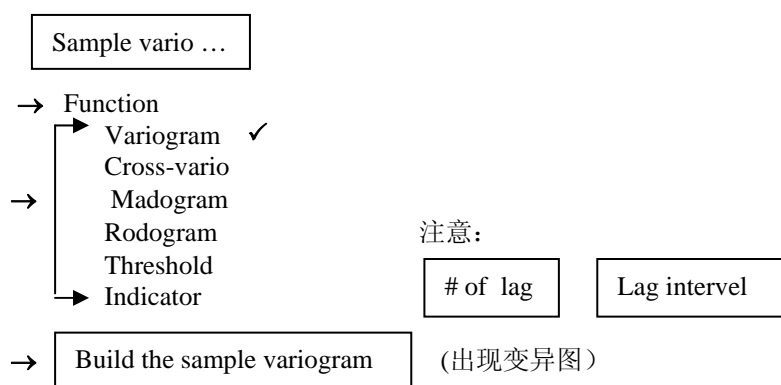 Sample vario …
→ Function
Variogram ✓
Cross-vario
→ Madogram
Rodogram
Threshold
Indicator
注意：
# of lag
Lag intervel
→ Build the sample variogram
(出现变异图）